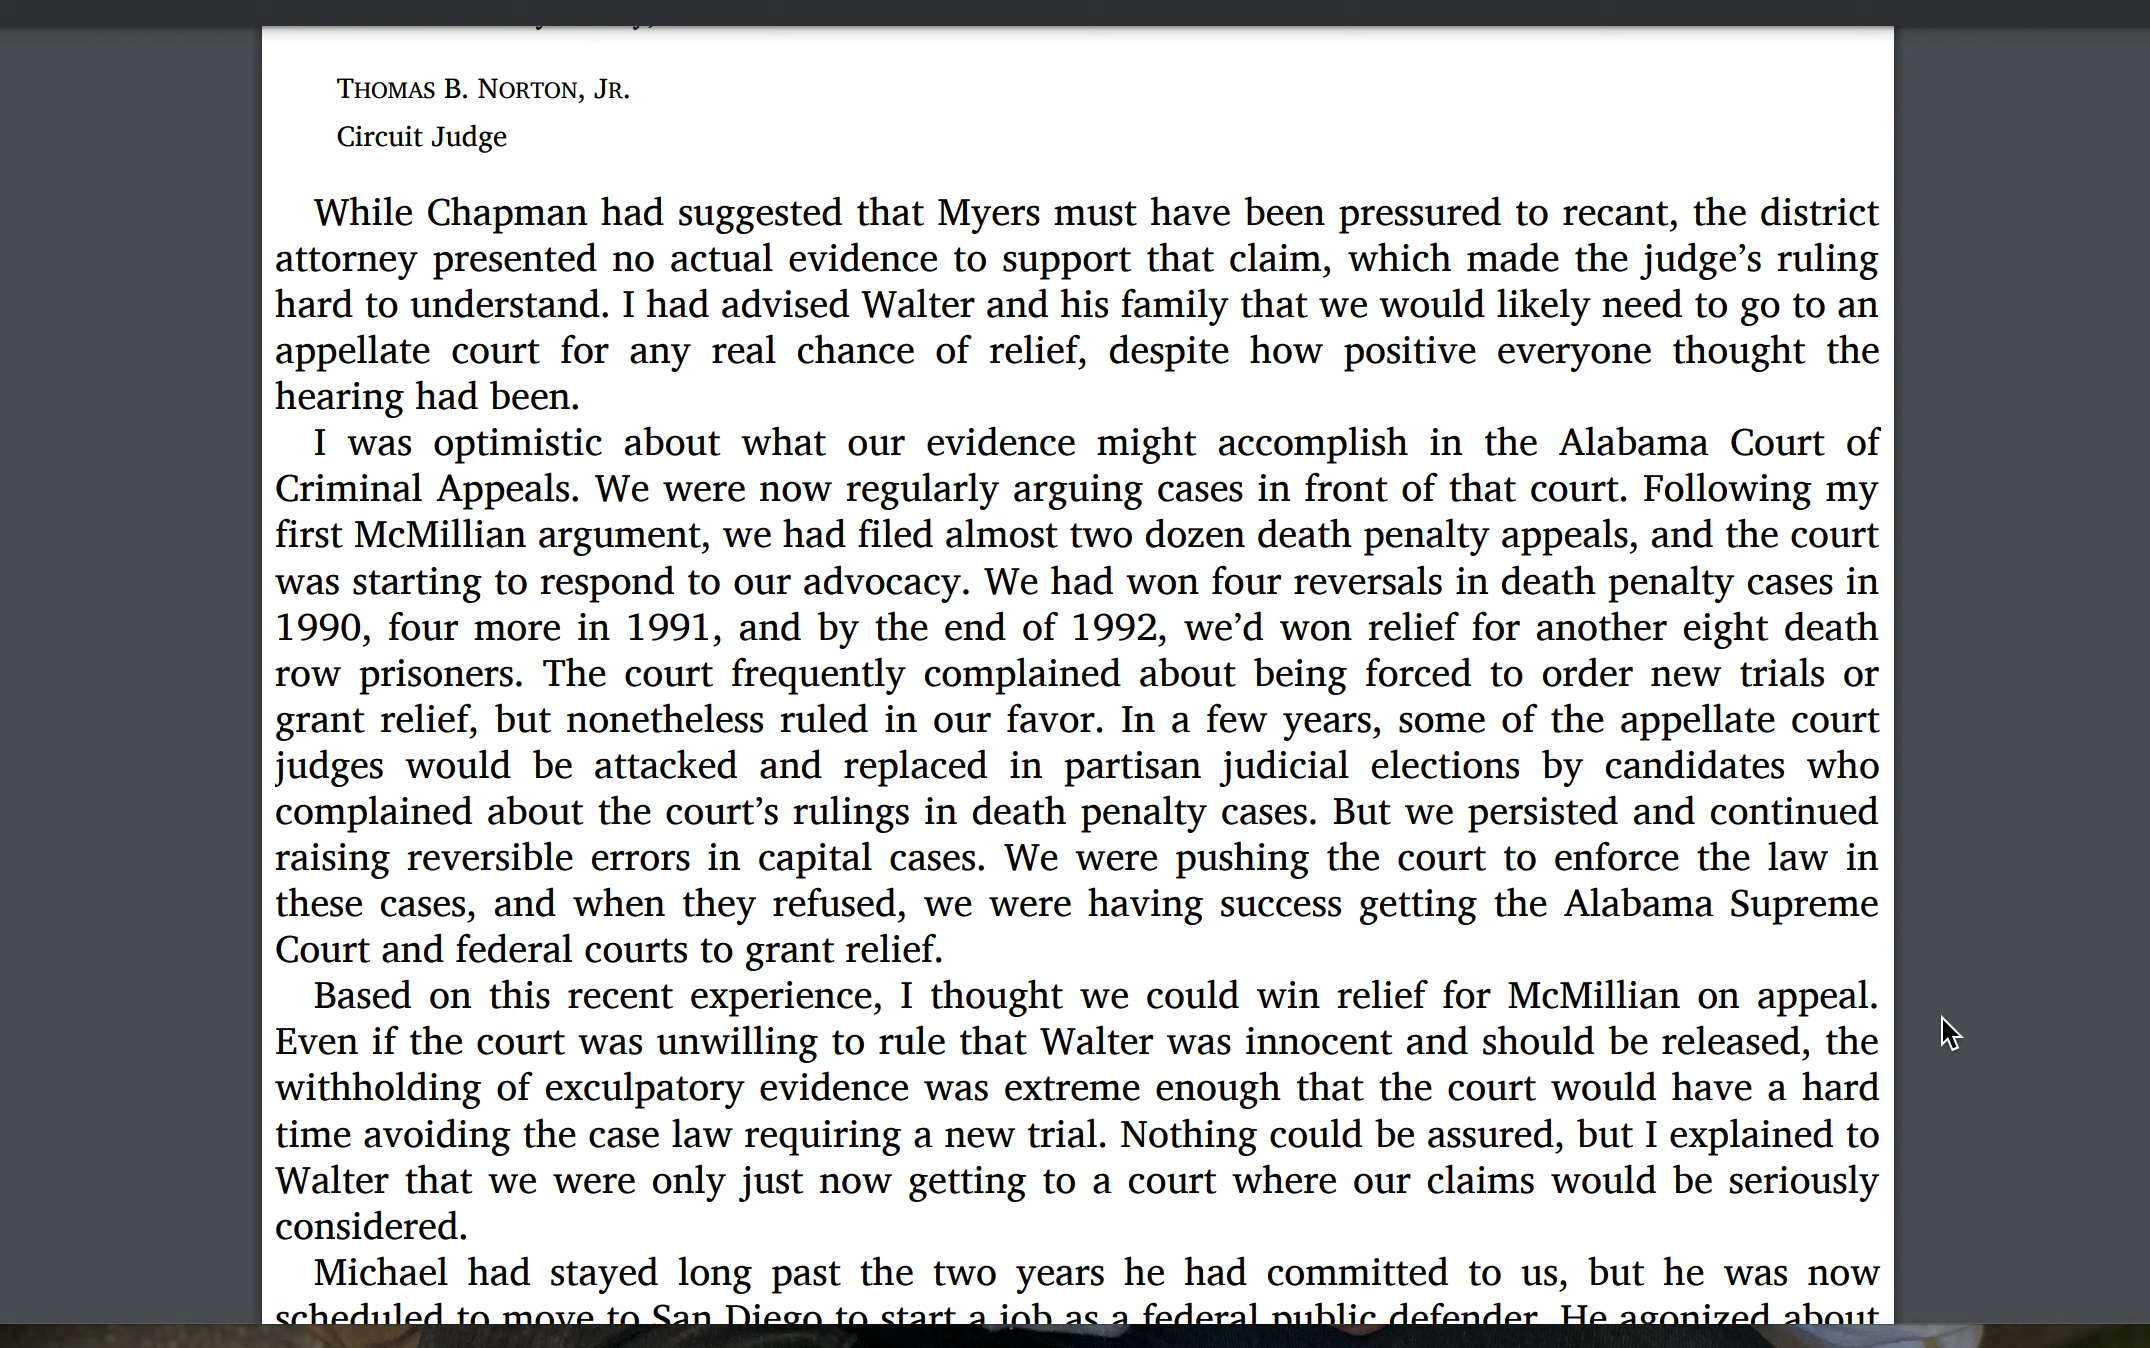 THOMAS B. NORTON, JR.
Circuit Judge
While Chapman had suggested that Myers must have been pressured to recant, the district
attorney presented no actual evidence to support that claim, which made the judge’s ruling
hard to understand. I had advised Walter and his family that we would likely need to go to an
appellate court for any real chance of relief, despite how positive everyone thought the
hearing had been.
I was optimistic about what our evidence might accomplish in the Alabama Court of
Criminal Appeals. We were now regularly arguing cases in front of that court. Following my
first McMillian argument, we had filed almost two dozen death penalty appeals, and the court
was starting to respond to our advocacy. We had won four reversals in death penalty cases in
1990, four more in 1991, and by the end of 1992, we’d won relief for another eight death
row prisoners. The court frequently complained about being forced to order new trials or
grant relief, but nonetheless ruled in our favor. In a few years, some of the appellate court
judges would be attacked and replaced in partisan judicial elections by candidates who
complained about the court’s rulings in death penalty cases. But we persisted and continued
raising reversible errors in capital cases. We were pushing the court to enforce the law in
these cases, and when they refused, we were having success getting the Alabama Supreme
Court and federal courts to grant relief.
Based on this recent experience, I thought we could win relief for McMillian on appeal.
Even if the court was unwilling to rule that Walter was innocent and should be released, the
withholding of exculpatory evidence was extreme enough that the court would have a hard
time avoiding the case law requiring a new trial. Nothing could be assured, but I explained to
Walter that we were only just now getting to a court where our claims would be seriously
considered.
Michael had stayed long past the two years he had committed to us, but he was now
scheduled to move to San Diego to start a job as a federal public defender. He agonized about